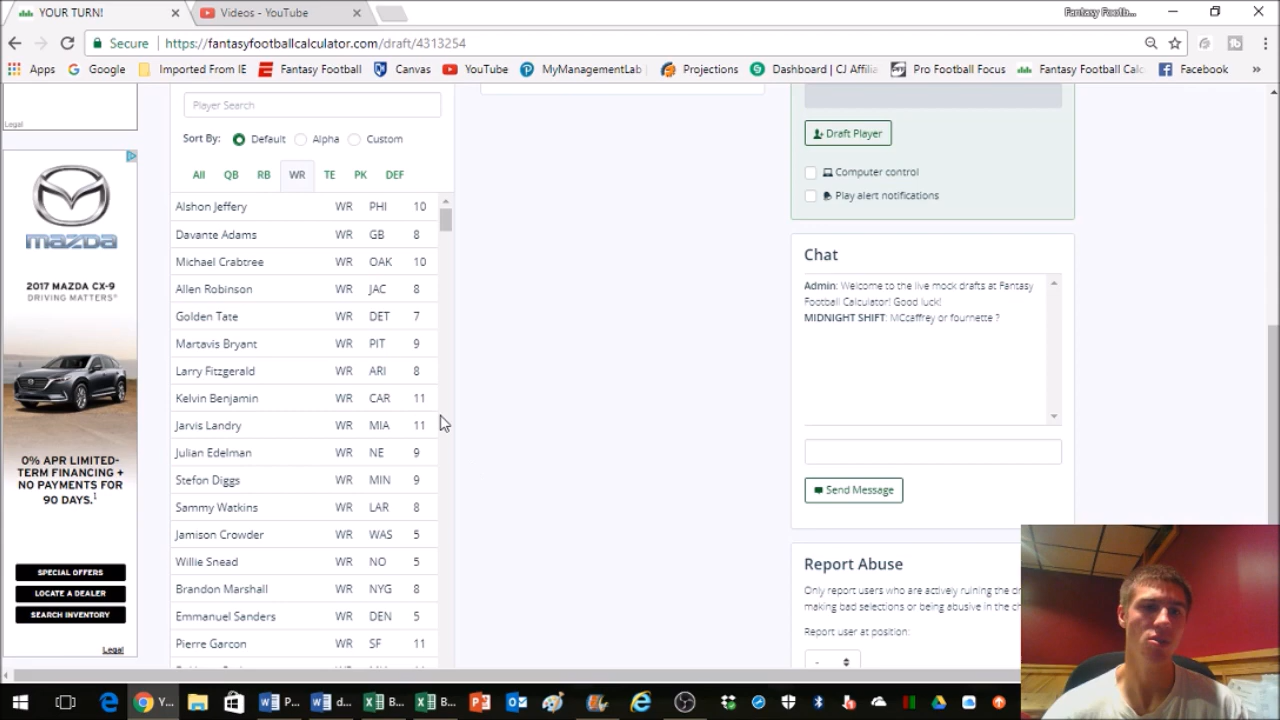 YOUR TURN!
Videos - YouTube
Fantasy Footb...
Secure https://fantasyfootballcalculator.com/draft/4313254
Apps Google Imported From IE Fantasy Football Canvas YouTube MyManagementLab Projections Dashboard | CJ Affilia Pro Football Focus Fantasy Football Calc Facebook »
Legal
mazda
2017 MAZDA CX-9
DRIVING MATTERS®
0% APR LIMITED-
TERM FINANCING +
NO PAYMENTS FOR
90 DAYS.¹
SPECIAL OFFERS
LOCATE A DEALER
SEARCH INVENTORY
Legal
Player Search
Sort By: Default Alpha Custom
All QB RB WR TE PK DEF
Alshon Jeffery WR PHI 10
Davante Adams WR GB 8
Michael Crabtree WR OAK 10
Allen Robinson WR JAC 8
Golden Tate WR DET 7
Martavis Bryant WR PIT 9
Larry Fitzgerald WR ARI 8
Kelvin Benjamin WR CAR 11
Jarvis Landry WR MIA 11
Julian Edelman WR NE 9
Stefon Diggs WR MIN 9
Sammy Watkins WR LAR 8
Jamison Crowder WR WAS 5
Willie Snead WR NO 5
Brandon Marshall WR NYG 8
Emmanuel Sanders WR DEN 5
Pierre Garcon WR SF 11
Draft Player
Computer control
Play alert notifications
Chat
Admin: Welcome to the live mock drafts at Fantasy
Football Calculator! Good luck!
MIDNIGHT SHIFT: MCcaffrey or fournette ?
Send Message
Report Abuse
Only report users who are actively ruining the
making bad selections or being abusive in the
Report user at position:
-
Y... P... d... B... B...